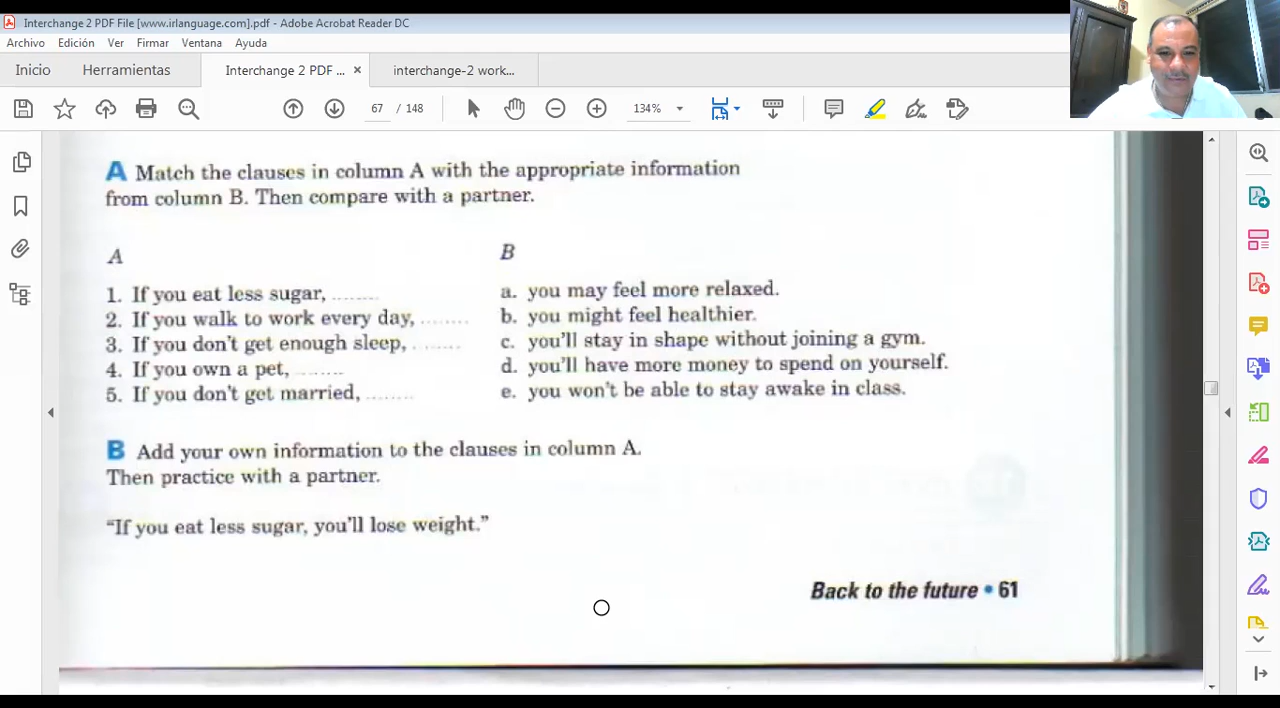 Interchange 2 PDF File [www.irlanguage.com].pdf - Adobe Acrobat Reader DC
Archivo Edición Ver Firmar Ventana Ayuda
Inicio Herramientas Interchange 2 PDF ... × interchange-2 work...
67 / 148 134%
A Match the clauses in column A with the appropriate information
from column B. Then compare with a partner.
A
1. If you eat less sugar, ........
2. If you walk to work every day, ........
3. If you don't get enough sleep, ........
4. If you own a pet, ........
5. If you don't get married, ........
B
a. you may feel more relaxed.
b. you might feel healthier.
c. you'll stay in shape without joining a gym.
d. you'll have more money to spend on yourself.
e. you won't be able to stay awake in class.
B Add your own information to the clauses in column A.
Then practice with a partner.
"If you eat less sugar, you'll lose weight."
Back to the future • 61